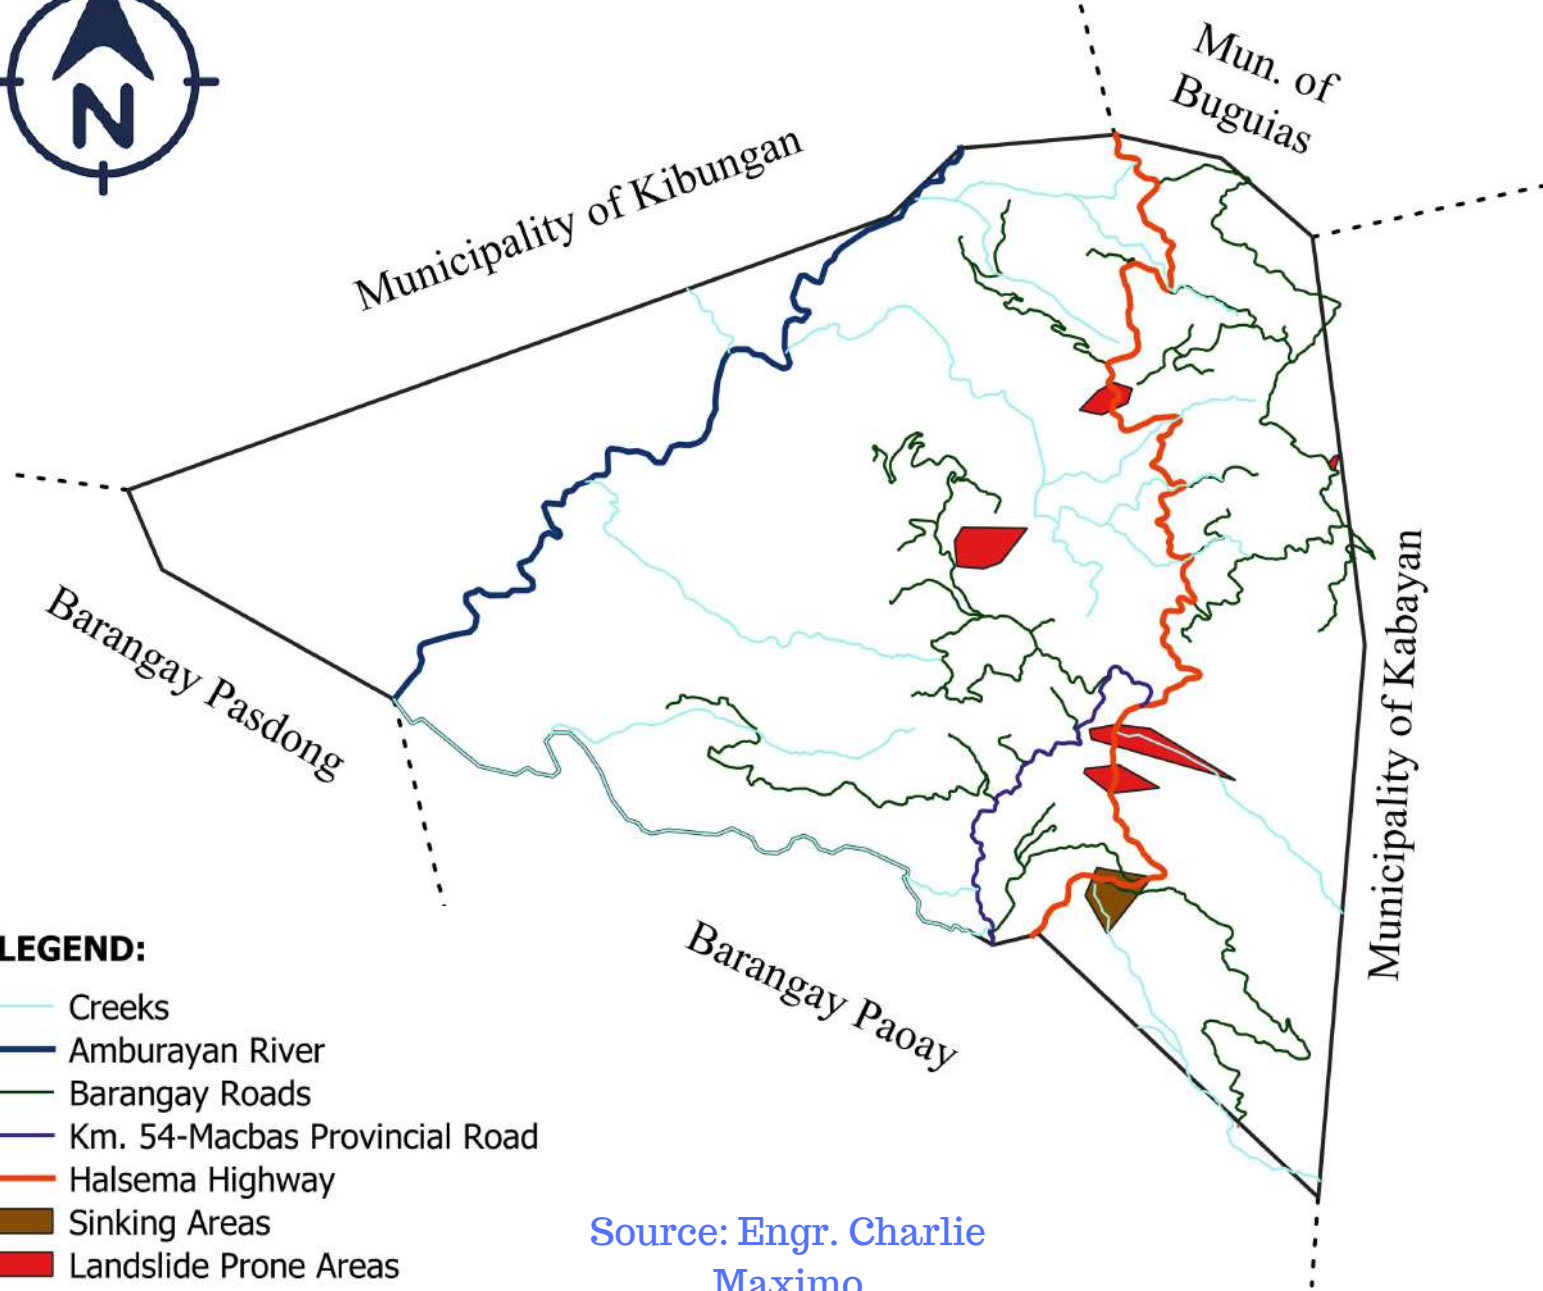 N
Mun. of
Buguias
Municipality of Kibungan
Barangay Pasdong
Municipality of Kabayan
Barangay Paoay
LEGEND:
Creeks
Amburayan River
Barangay Roads
Km. 54-Macbas Provincial Road
Halsema Highway
Sinking Areas
Landslide Prone Areas
Source: Engr. Charlie
Maximo